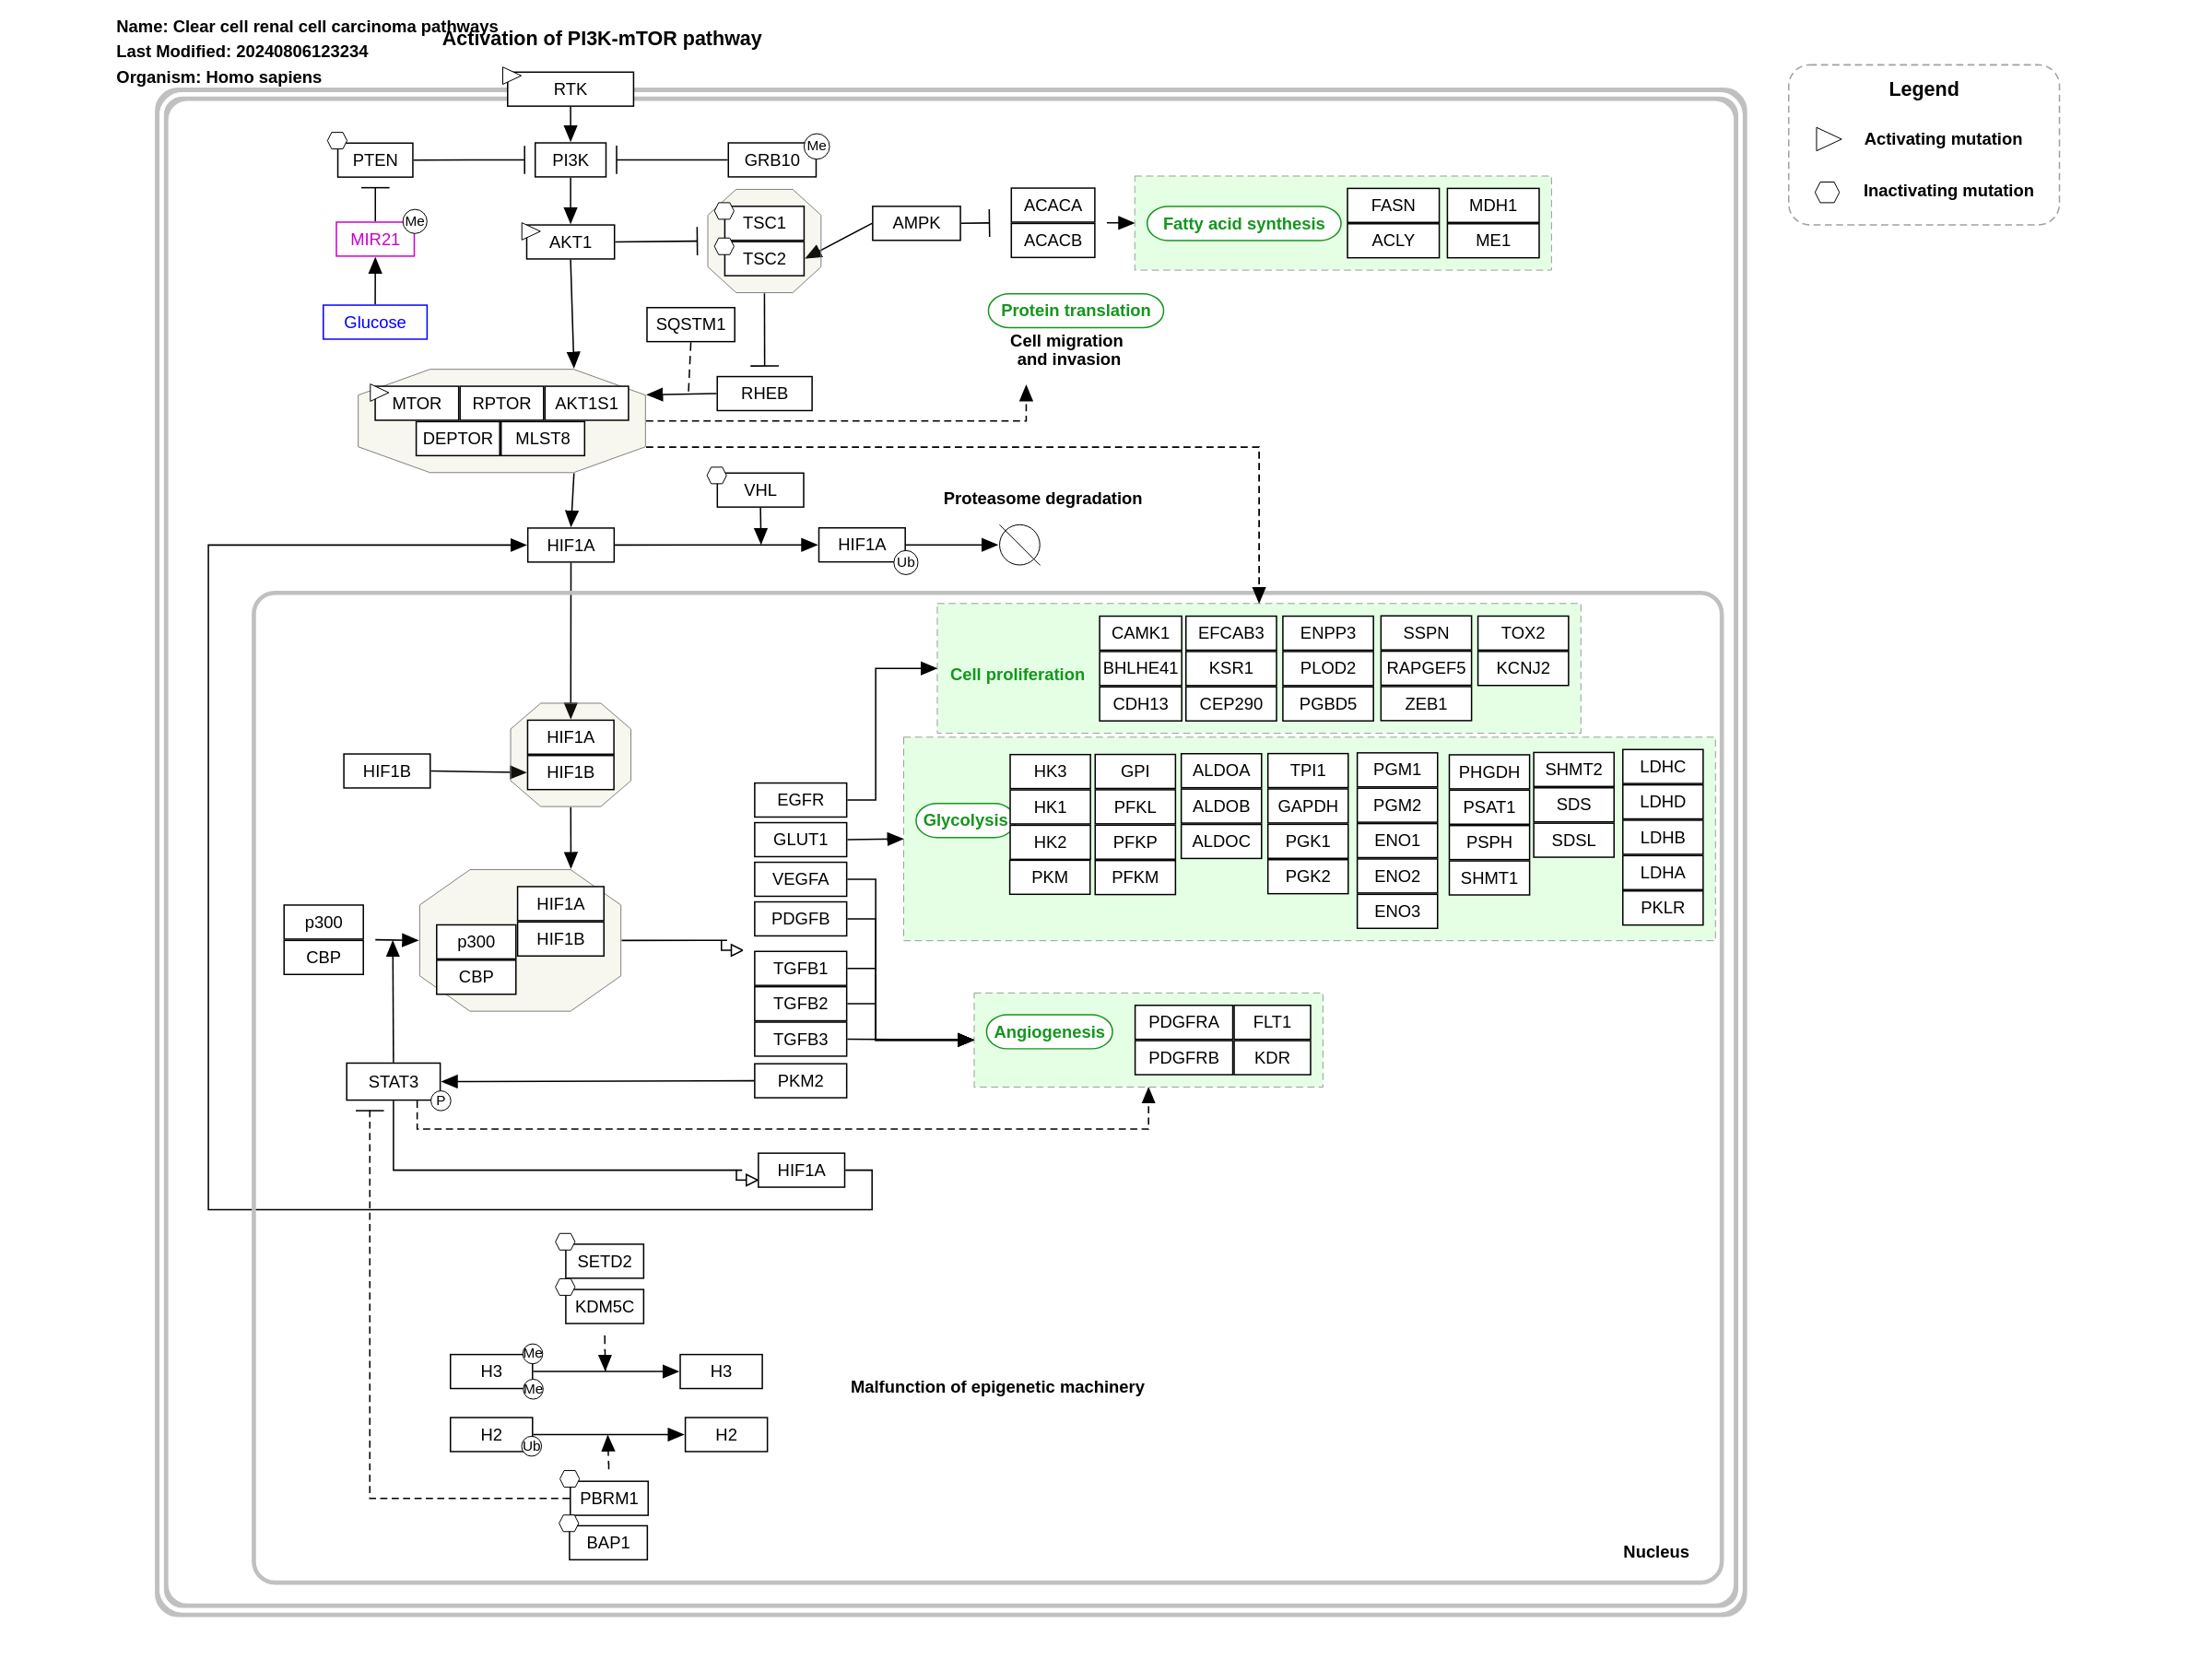 Name: Clear cell renal cell carcinoma pathways
Last Modified: 20240806123234
Organism: Homo sapiens
Activation of PI3K-mTOR pathway
Legend
Activating mutation
Inactivating mutation
RTK
PTEN
PI3K
GRB10
Me
MIR21
Me
Glucose
AKT1
TSC1
TSC2
AMPK
ACACA
ACACB
Fatty acid synthesis
FASN
MDH1
ACLY
ME1
SQSTM1
Protein translation
Cell migration
and invasion
RHEB
MTOR
RPTOR
AKT1S1
DEPTOR
MLST8
VHL
Proteasome degradation
HIF1A
HIF1A
Ub
Cell proliferation
CAMK1
EFCAB3
ENPP3
SSPN
TOX2
BHLHE41
KSR1
PLOD2
RAPGEF5
KCNJ2
CDH13
CEP290
PGBD5
ZEB1
HIF1A
HIF1B
HIF1B
Glycolysis
HK3
HK1
HK2
PKM
GPI
PFKL
PFKP
PFKM
ALDOA
ALDOB
ALDOC
TPI1
GAPDH
PGK1
PGK2
PGM1
PGM2
ENO1
ENO2
ENO3
PHGDH
PSAT1
PSPH
SHMT1
SHMT2
SDS
SDSL
LDHC
LDHD
LDHB
LDHA
PKLR
EGFR
GLUT1
VEGFA
PDGFB
TGFB1
TGFB2
TGFB3
PKM2
p300
CBP
HIF1A
HIF1B
p300
CBP
Angiogenesis
PDGFRA
FLT1
PDGFRB
KDR
STAT3
P
HIF1A
SETD2
KDM5C
H3
Me
Me
H3
Malfunction of epigenetic machinery
H2
Ub
H2
PBRM1
BAP1
Nucleus